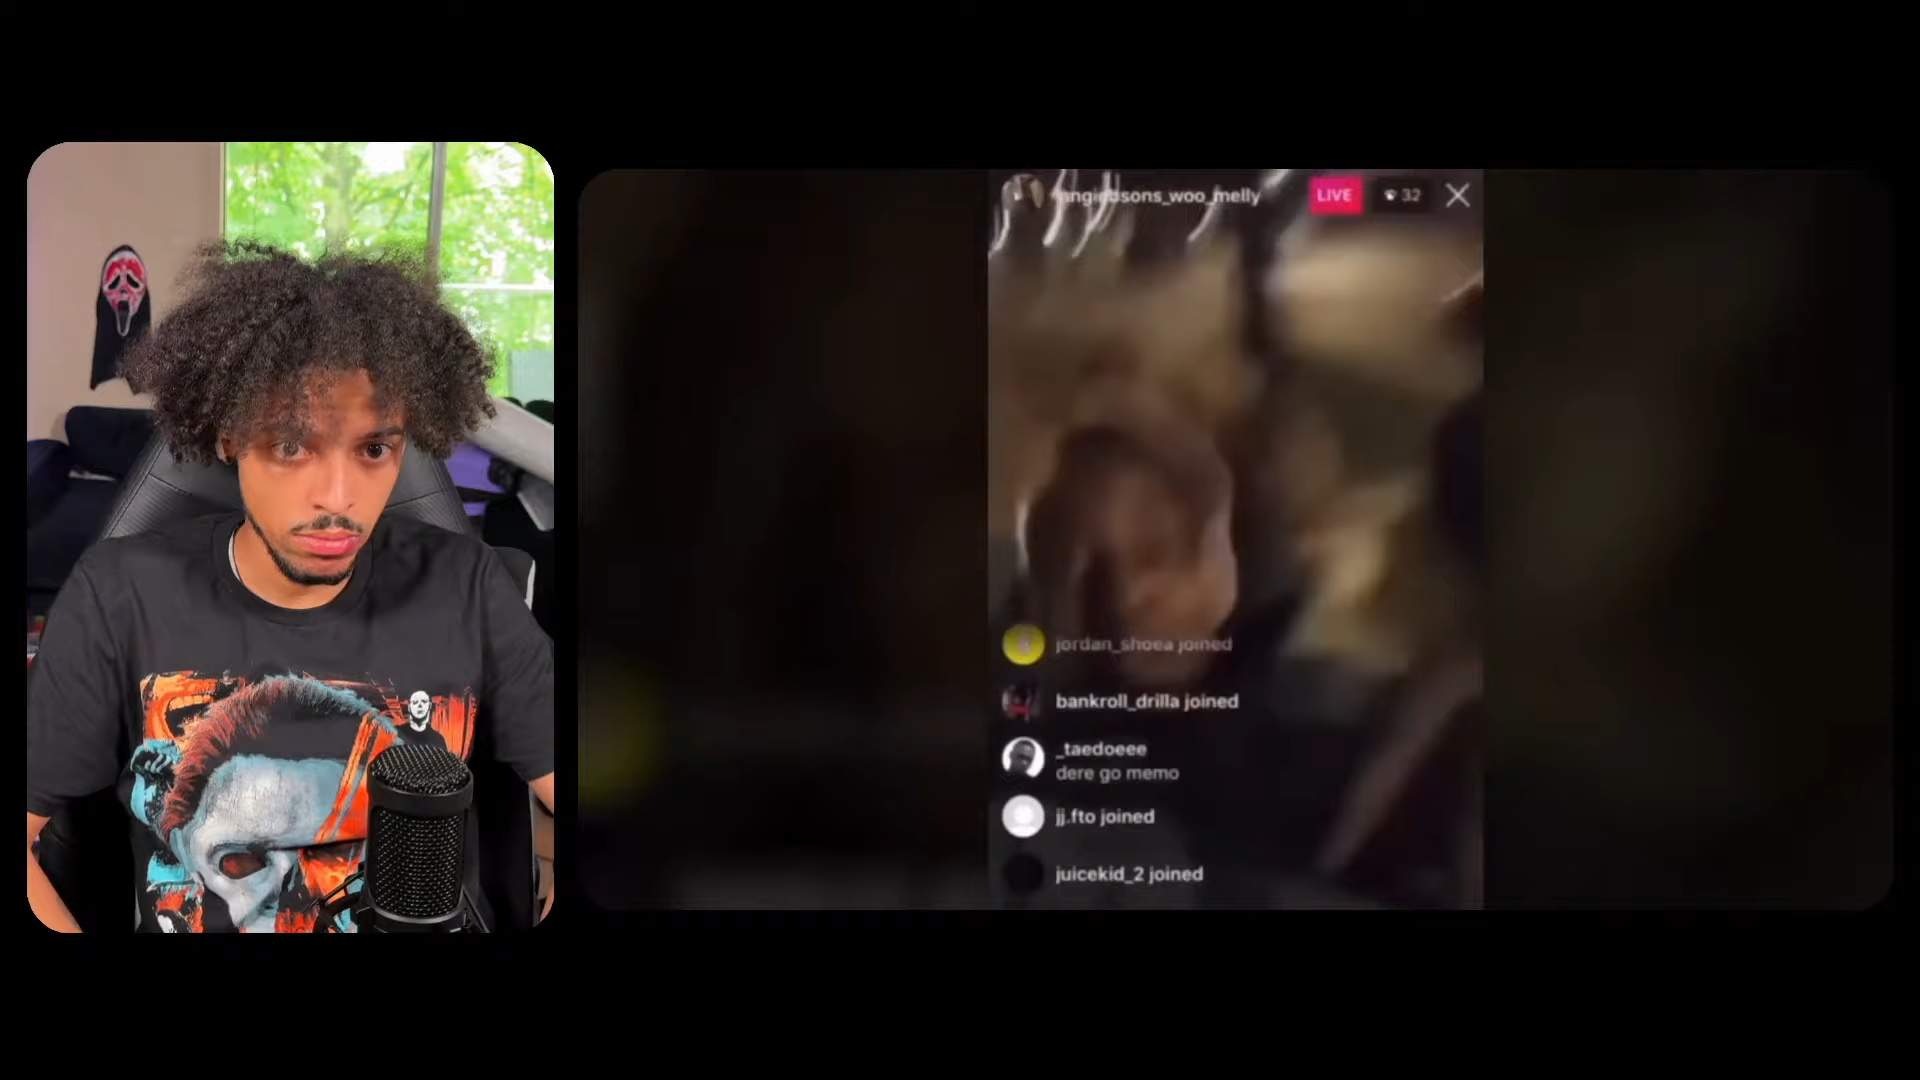 LIVE
32
jordan_shoea joined
bankroll_drilla joined
_taedoeee
dere go memo
jj.fto joined
juicekid_2 joined